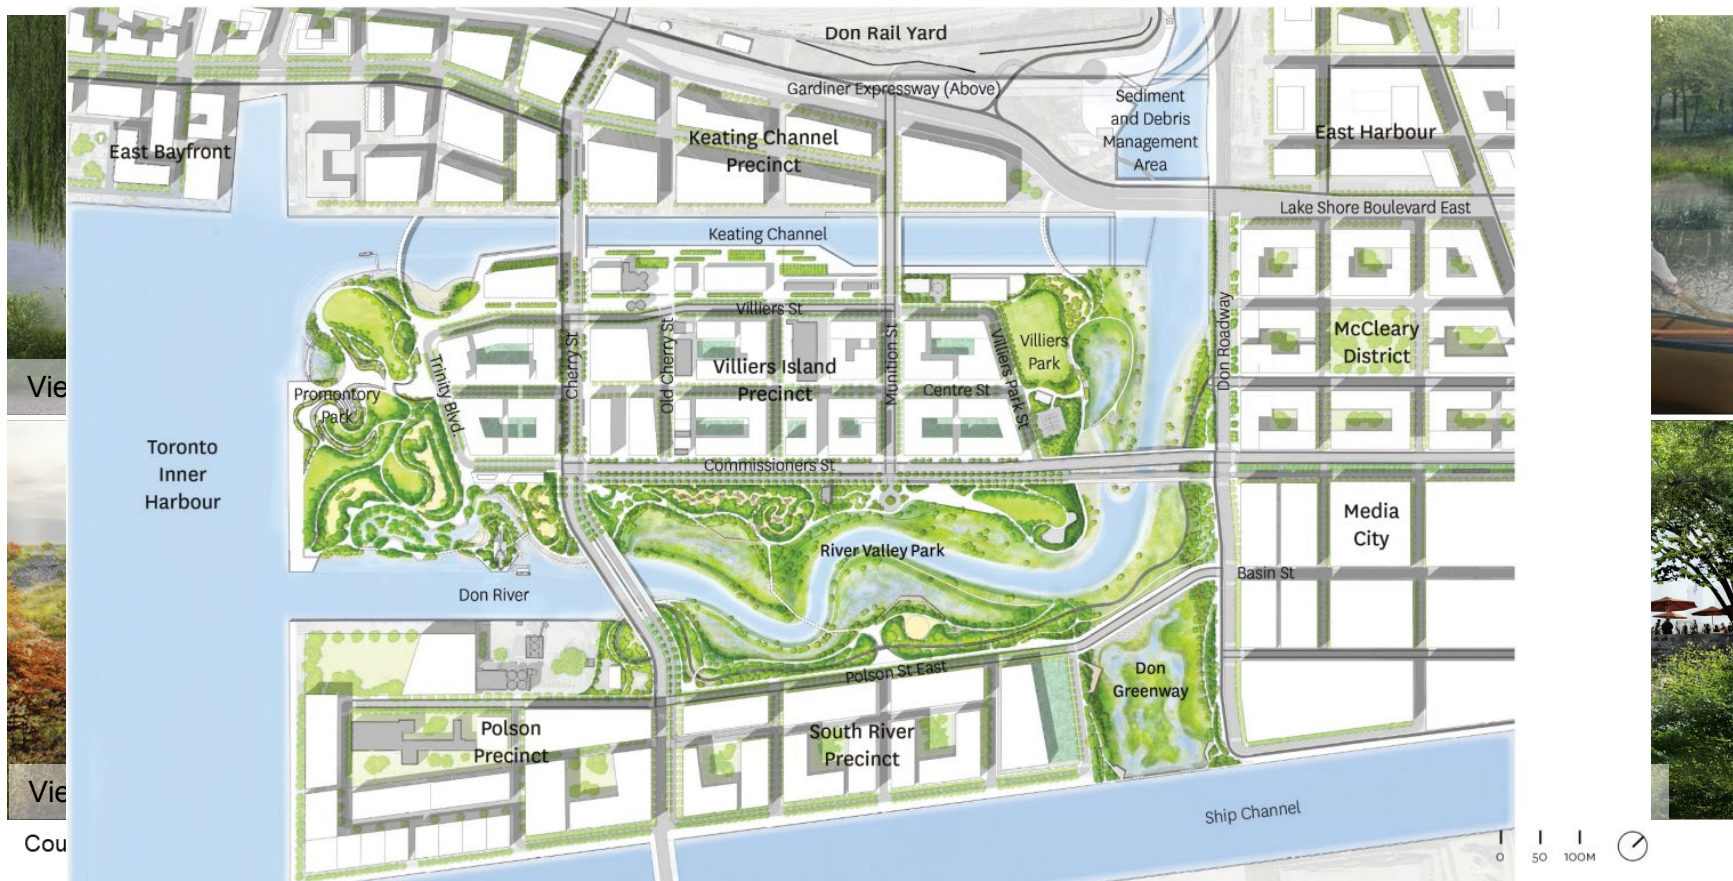 Don Rail Yard
Gardiner Expressway (Above)
Sediment
and Debris
Management
Area
East Harbour
East Bayfront
Keating Channel
Precinct
Lake Shore Boulevard East
Keating Channel
Villiers St
Cherry St
Old Cherry St
Munition St
Villiers Park St
Villiers
Park
Don Roadway
McCleary
District
Trinity Blvd.
Villiers Island
Precinct
Centre St
Promontory
Park
Vie
Toronto
Inner
Harbour
Commissioners St
Media
City
River Valley Park
Basin St
Don River
Polson St East
Don
Greenway
Polson
Precinct
South River
Precinct
Vie
Ship Channel
Cou
0 50 100M